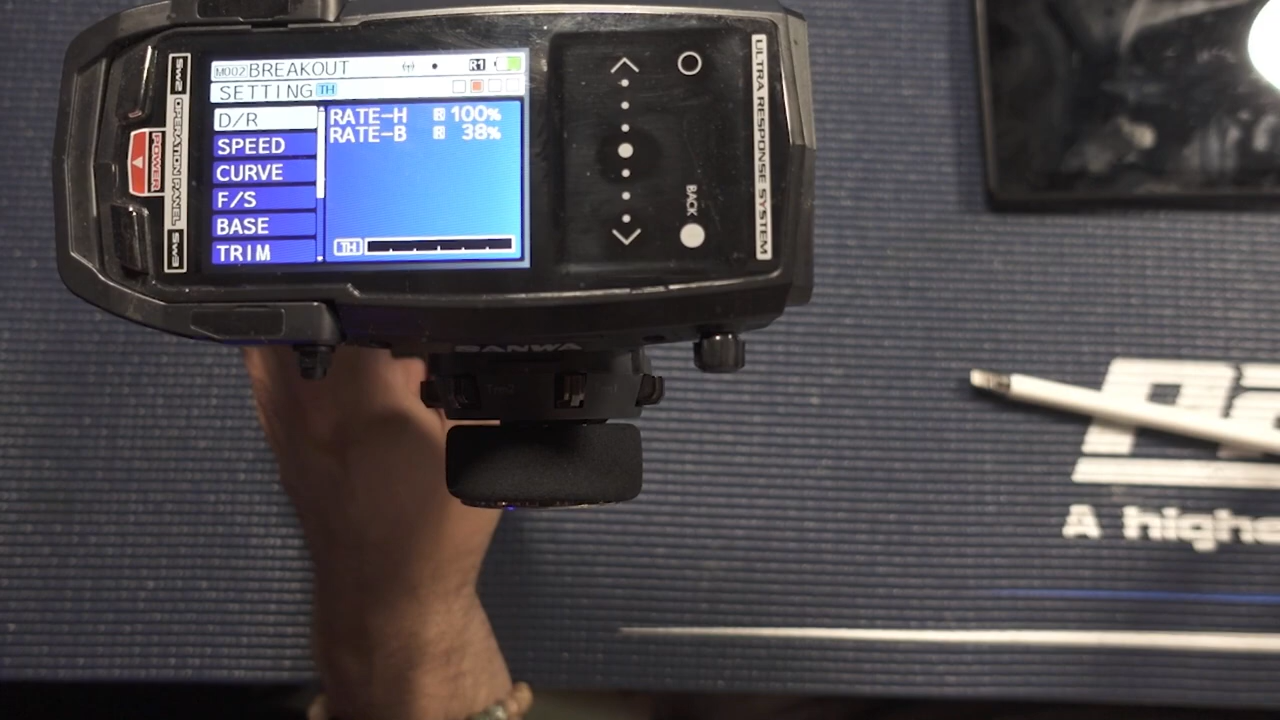 M002 BREAKOUT R1
SETTING TH
D/R
SPEED
CURVE
F/S
BASE
TRIM
RATE-H R 100%
RATE-B R 38%
TH
SW2 OPERATION PANEL SW3
POWER
BACK
ULTRA RESPONSE SYSTEM
SANWA
A highe